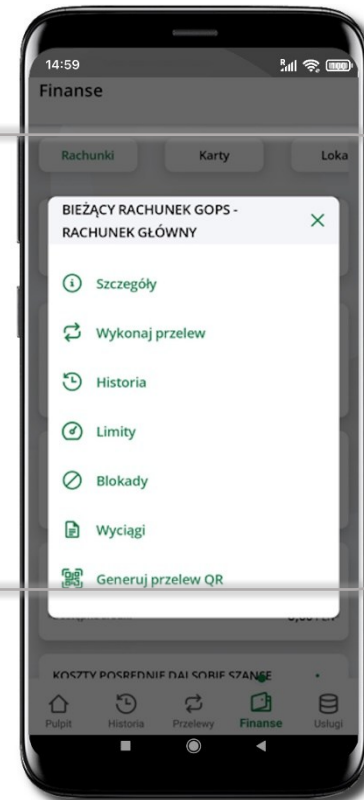 14:59
R
Finanse
Rachunki Karty Loka
BIEŻĄCY RACHUNEK GOPS -
RACHUNEK GŁÓWNY
Szczegóły
Wykonaj przelew
Historia
Limity
Blokady
Wyciągi
Generuj przelew QR
KOSZTY POSREDNIE DAJ SOBIE SZANSE
Pulpit Historia Przelewy Finanse Usługi